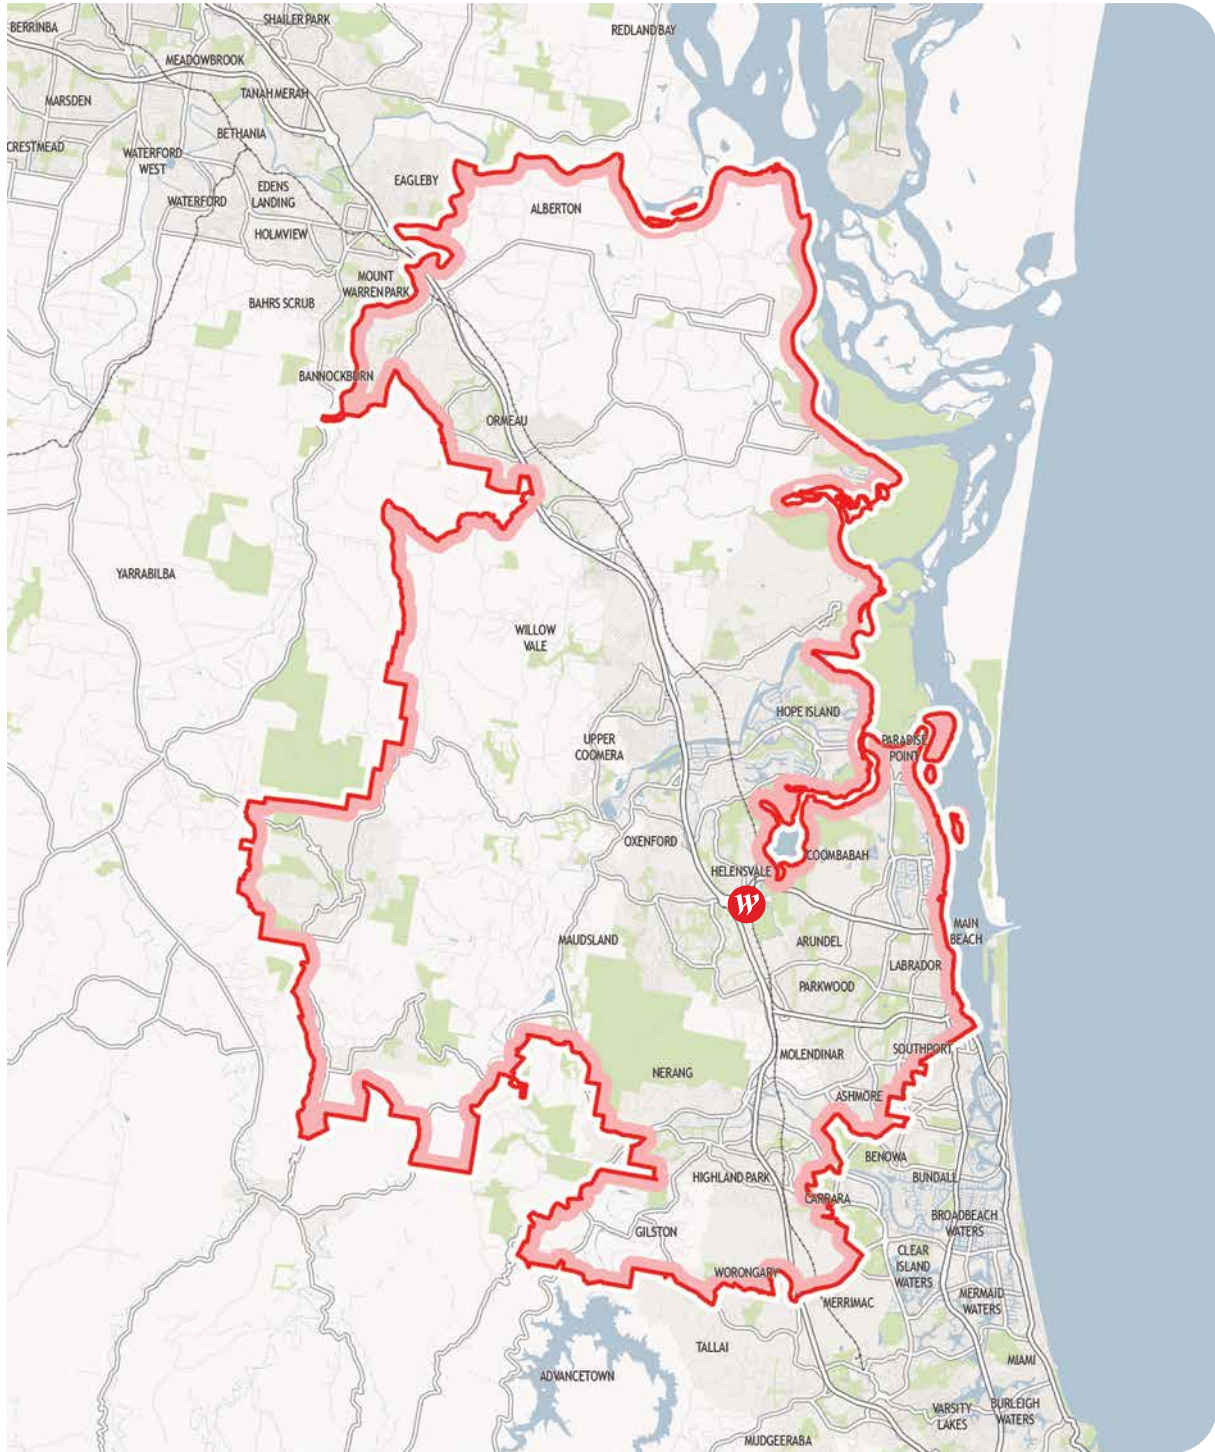 SHAILER PARK
BERRINBA
REDLAND BAY
MEADOWBROOK
TANAH MERAH
MARSDEN
BETHANIA
CRESTMEAD
WATERFORD
WEST
EAGLEBY
EDENS
LANDING
WATERFORD
ALBERTON
HOLMVIEW
MOUNT
WARREN PARK
BAHRS SCRUB
BANNOCKBURN
ORMEAU
YARRABILBA
WILLOW
VALE
HOPE ISLAND
UPPER
COOMERA
PARADISE
POINT
OXENFORD
COOMBABAH
HELENSVALE
W
MAIN
BEACH
MAUDSLAND
ARUNDEL
LABRADOR
PARKWOOD
SOUTHPORT
MOLENDINAR
NERANG
ASHMORE
BENOWA
HIGHLAND PARK
BUNDALL
CARRARA
BROADBEACH
WATERS
GILSTON
CLEAR
ISLAND
WATERS
WORONGARY
MERMAID
WATERS
MERRIMAC
TALLAI
MIAMI
ADVANCETOWN
VARSITY
LAKES
BURLEIGH
WATERS
MUDGEERABA